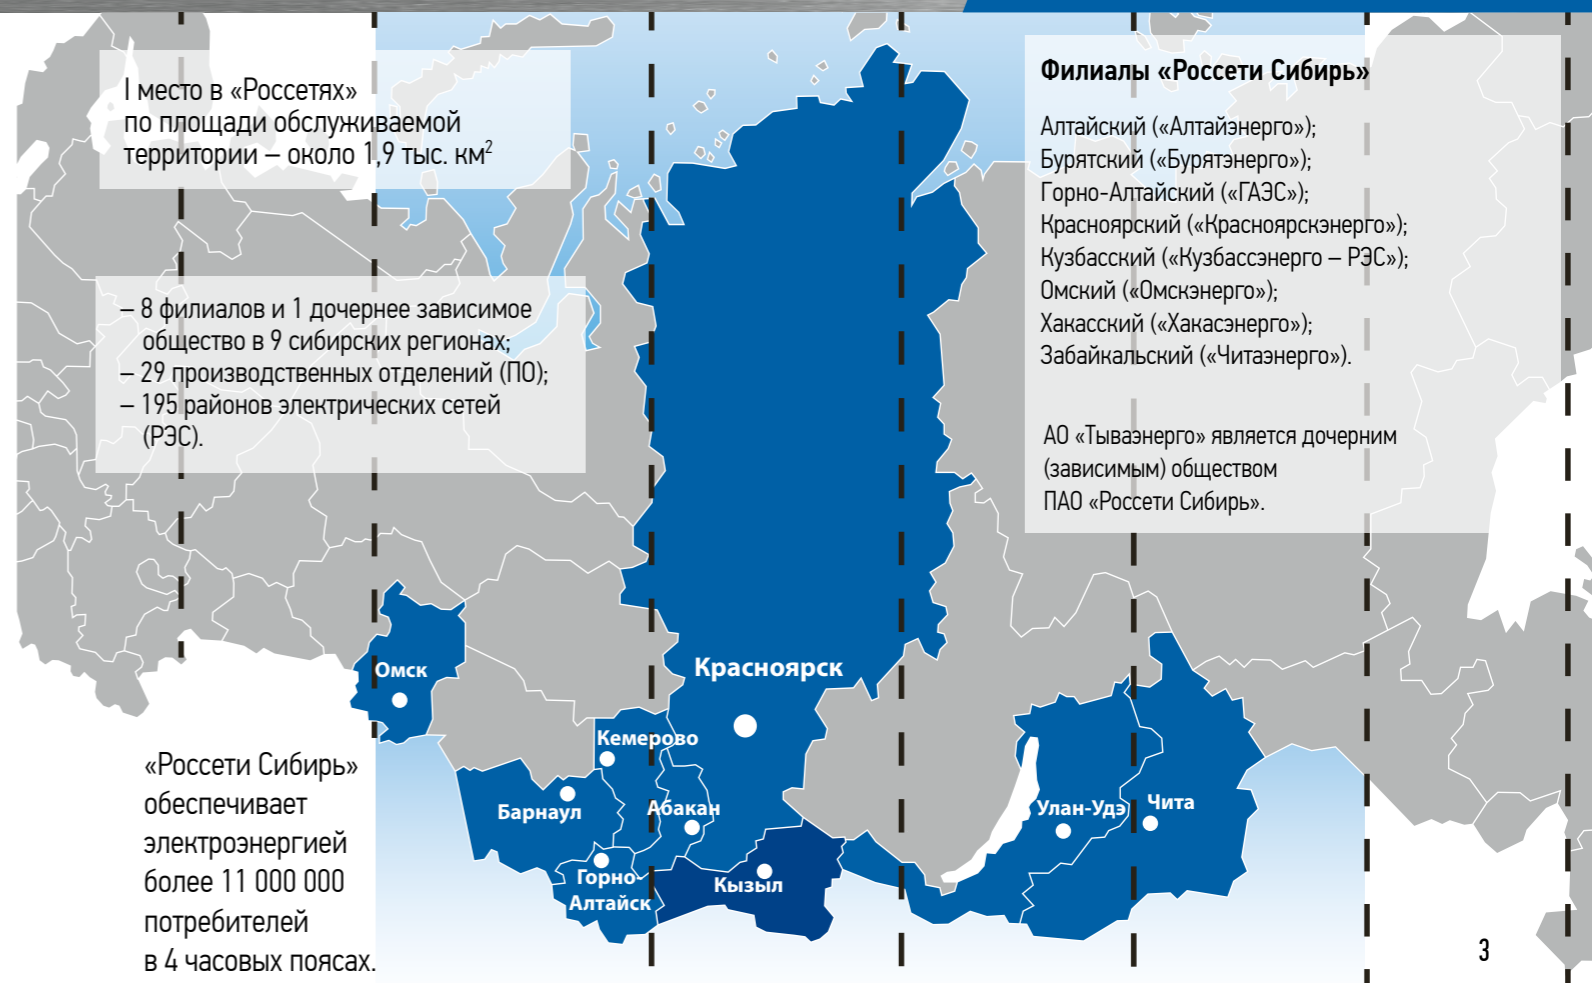 I место в «Россетях»
по площади обслуживаемой
территории – около 1,9 тыс. км²
– 8 филиалов и 1 дочернее зависимое
общество в 9 сибирских регионах;
– 29 производственных отделений (ПО);
– 195 районов электрических сетей
(РЭС).
Филиалы «Россети Сибирь»
Алтайский («Алтайэнерго»);
Бурятский («Бурятэнерго»);
Горно-Алтайский («ГАЭС»);
Красноярский («Красноярскэнерго»);
Кузбасский («Кузбассэнерго – РЭС»);
Омский («Омскэнерго»);
Хакасский («Хакасэнерго»);
Забайкальский («Читаэнерго»).
АО «Тываэнерго» является дочерним
(зависимым) обществом
ПАО «Россети Сибирь».
Омск
Красноярск
Кемерово
Барнаул
Абакан
Горно-
Алтайск
Кызыл
Улан-Удэ
Чита
«Россети Сибирь»
обеспечивает
электроэнергией
более 11 000 000
потребителей
в 4 часовых поясах.
3